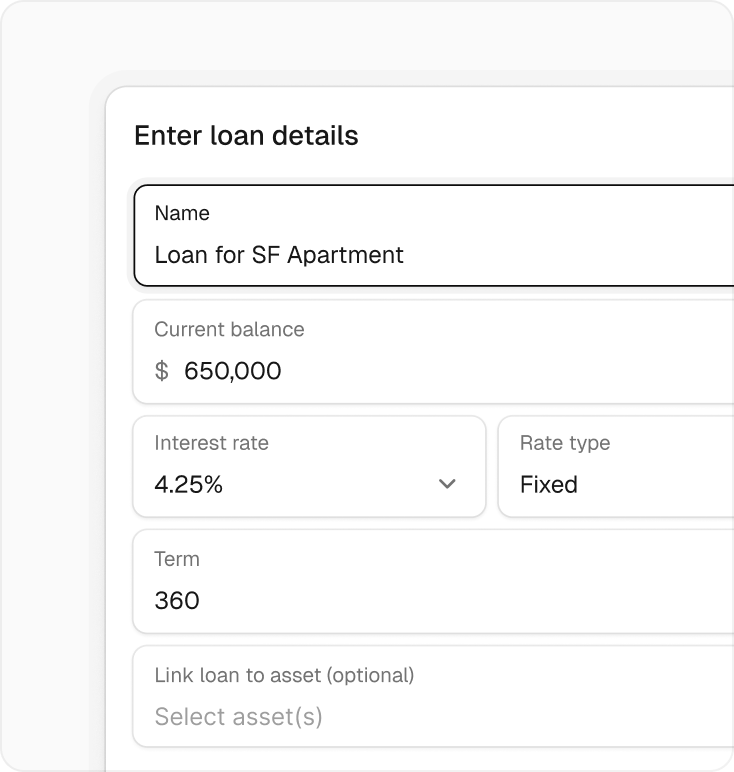 Enter loan details
Name
Loan for SF Apartment
Current balance
$ 650,000
Interest rate
4.25%
Rate type
Fixed
Term
360
Link loan to asset (optional)
Select asset(s)